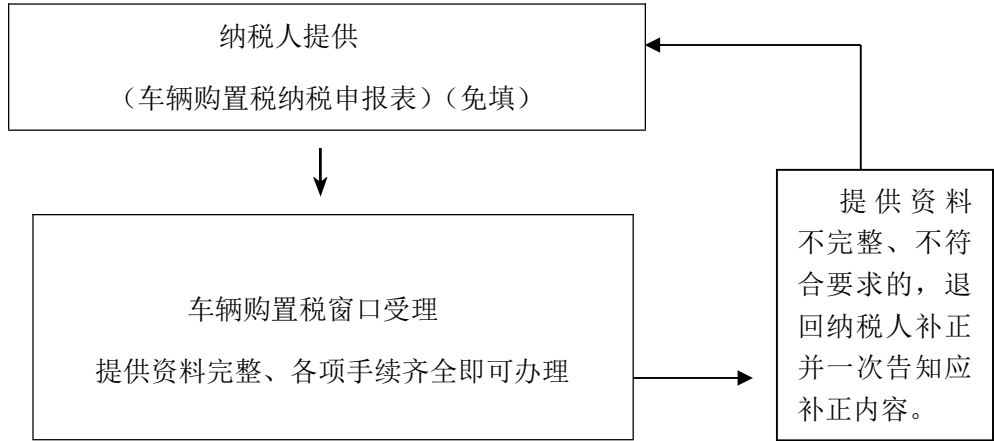 纳税人提供
（车辆购置税纳税申报表）（免填）
车辆购置税窗口受理
提供资料完整、各项手续齐全即可办理
提供资料
不完整、不符
合要求的，退
回纳税人补正
并一次告知应
补正内容。